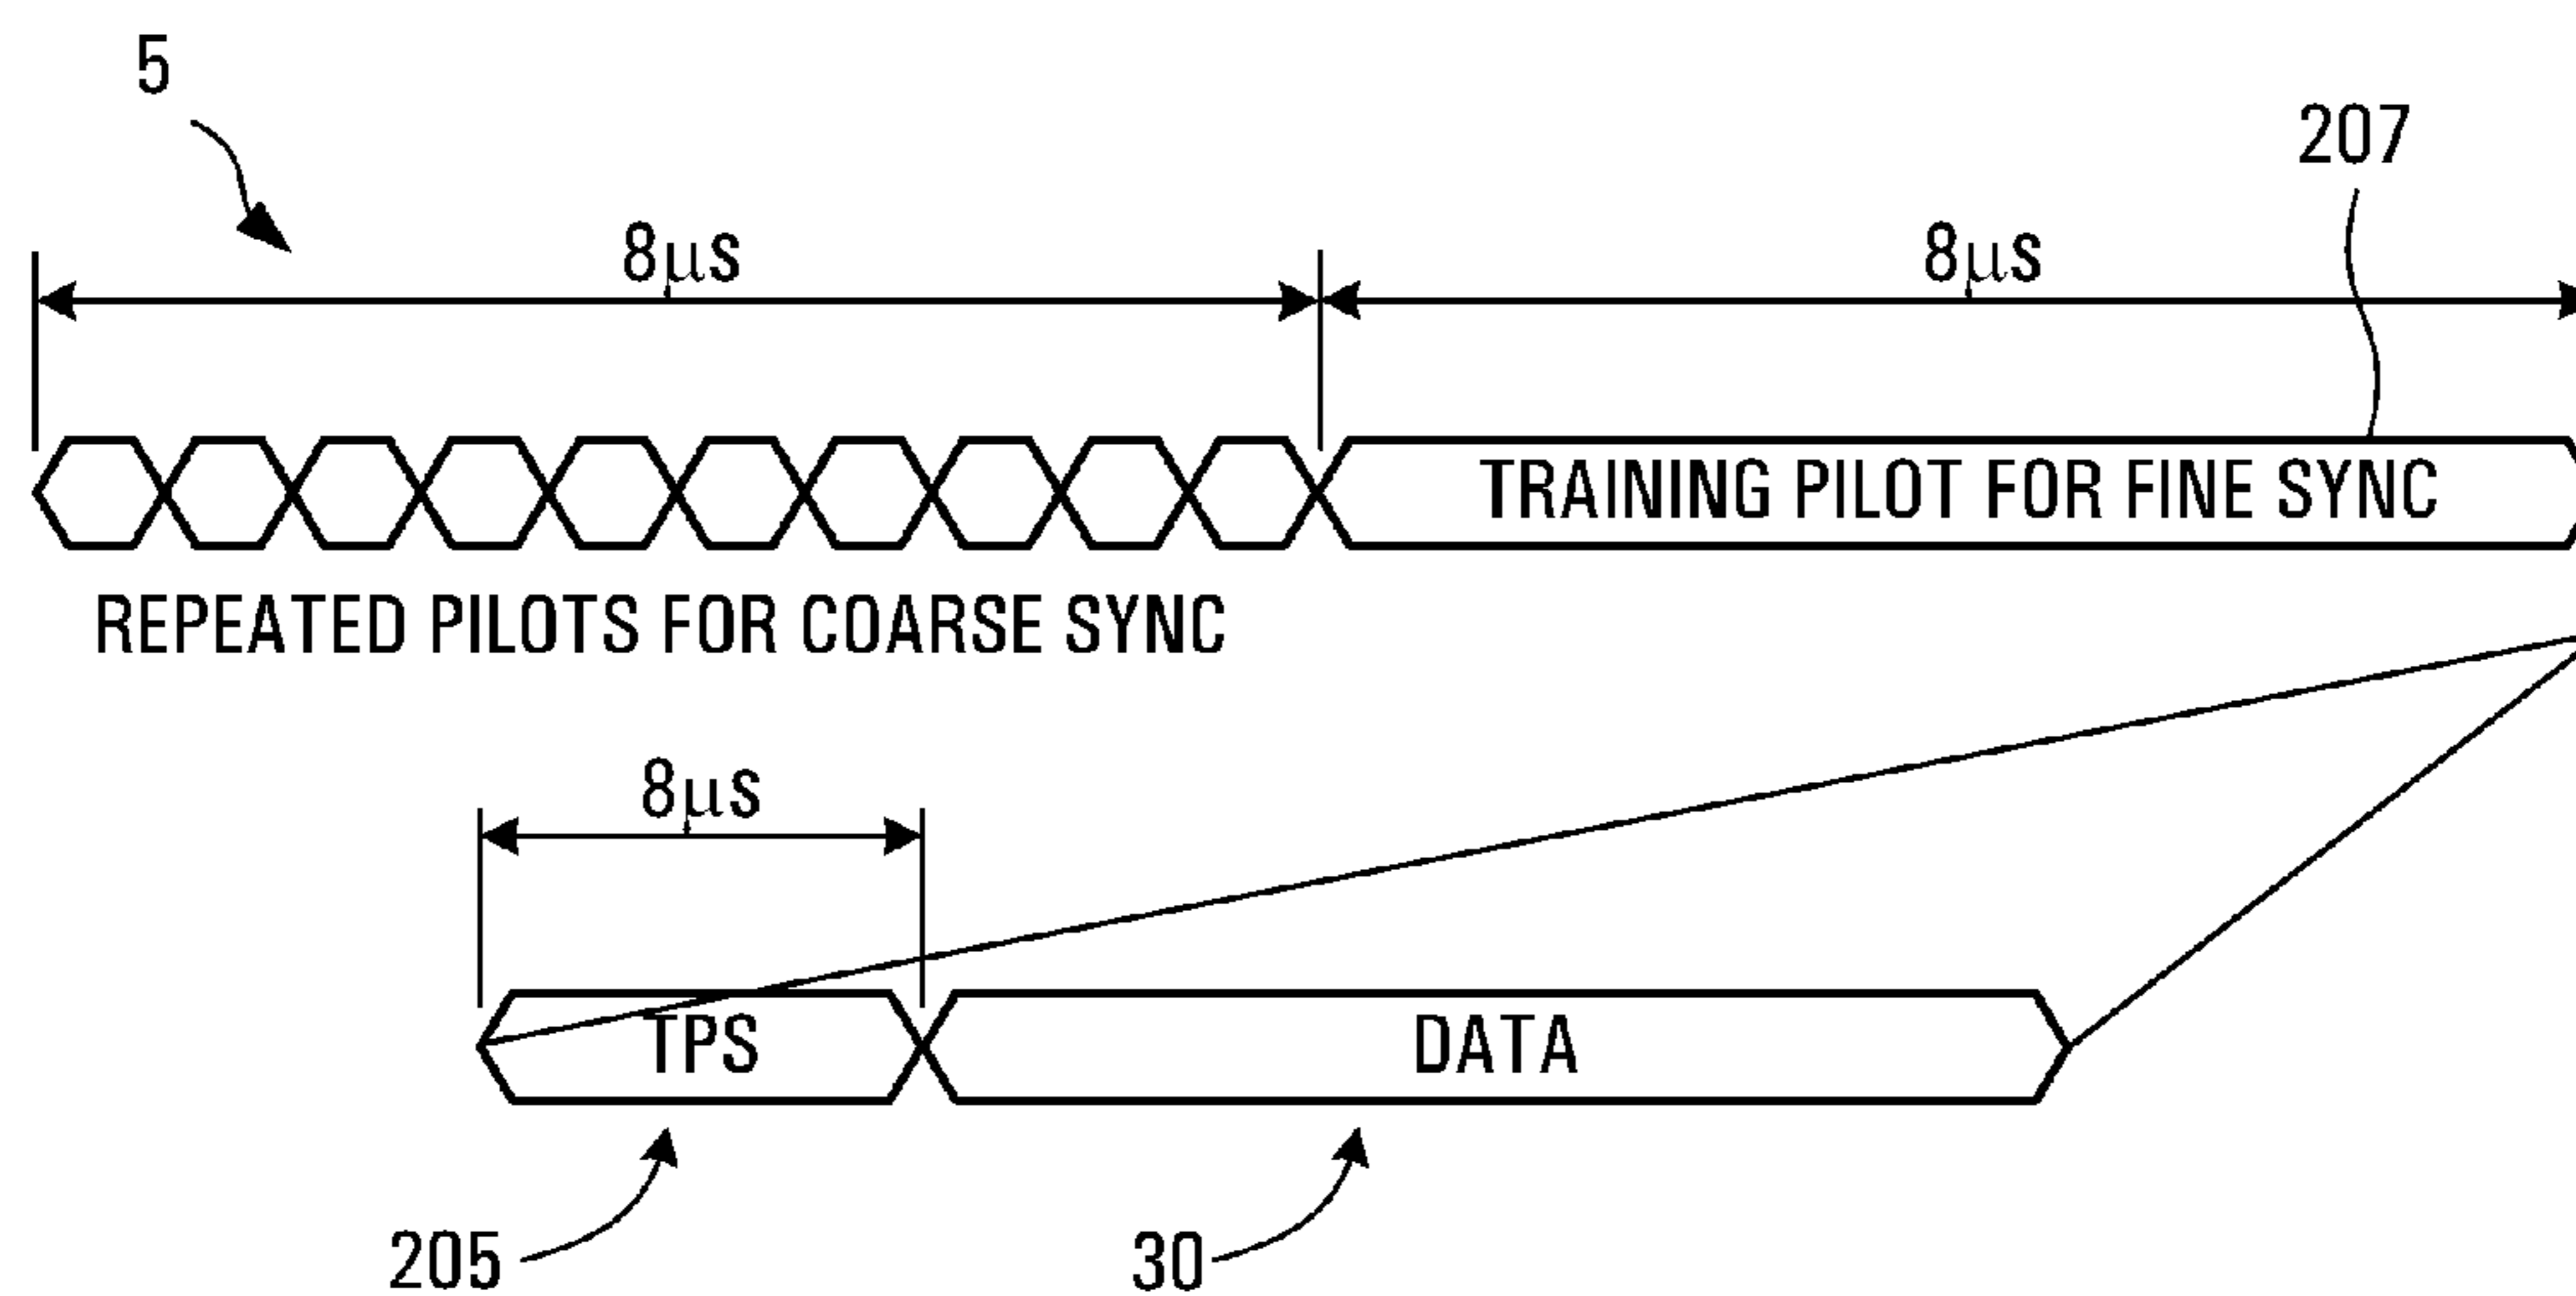 5
207
8µs
8µs
TRAINING PILOT FOR FINE SYNC
REPEATED PILOTS FOR COARSE SYNC
8µs
TPS
DATA
205
30